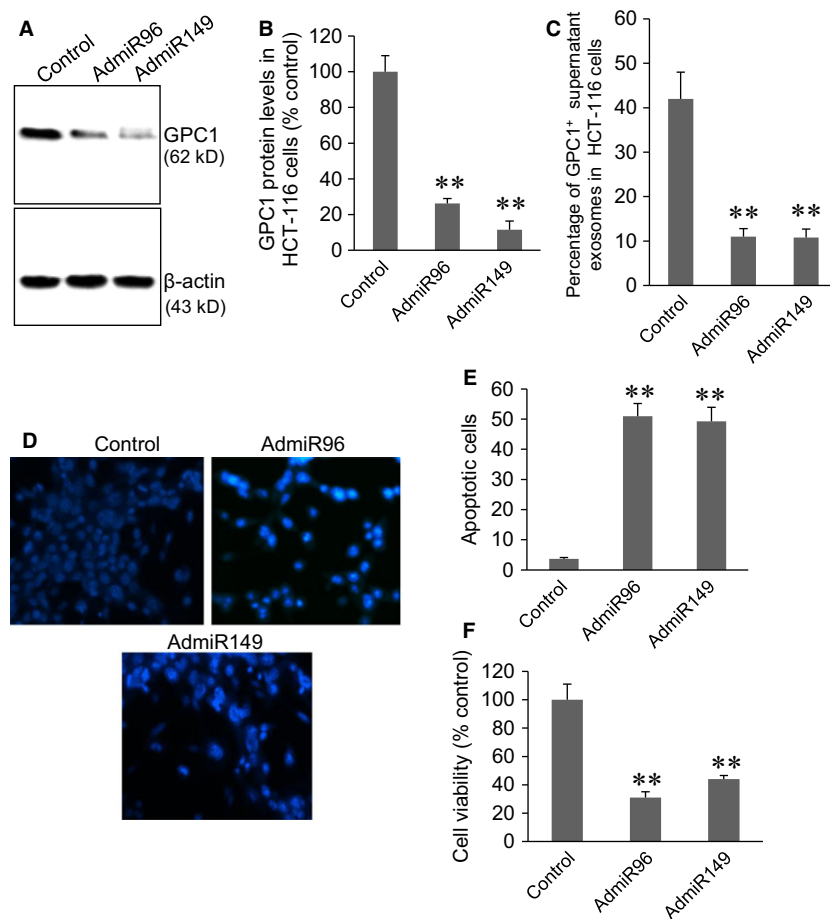 A
Control
AdmiR96
AdmiR149
GPC1
(62 kD)
β-actin
(43 kD)
B
GPC1 protein levels in
HCT-116 cells (% control)
120
100
80
60
40
20
0
**
**
Control
AdmiR96
AdmiR149
C
Percentage of GPC1⁺ supernatant
exosomes in HCT-116 cells
60
50
40
30
20
10
0
**
**
Control
AdmiR96
AdmiR149
D
Control
AdmiR96
AdmiR149
E
Apoptotic cells
60
50
40
30
20
10
0
**
**
Control
AdmiR96
AdmiR149
F
Cell viability (% control)
120
100
80
60
40
20
0
**
**
Control
AdmiR96
AdmiR149